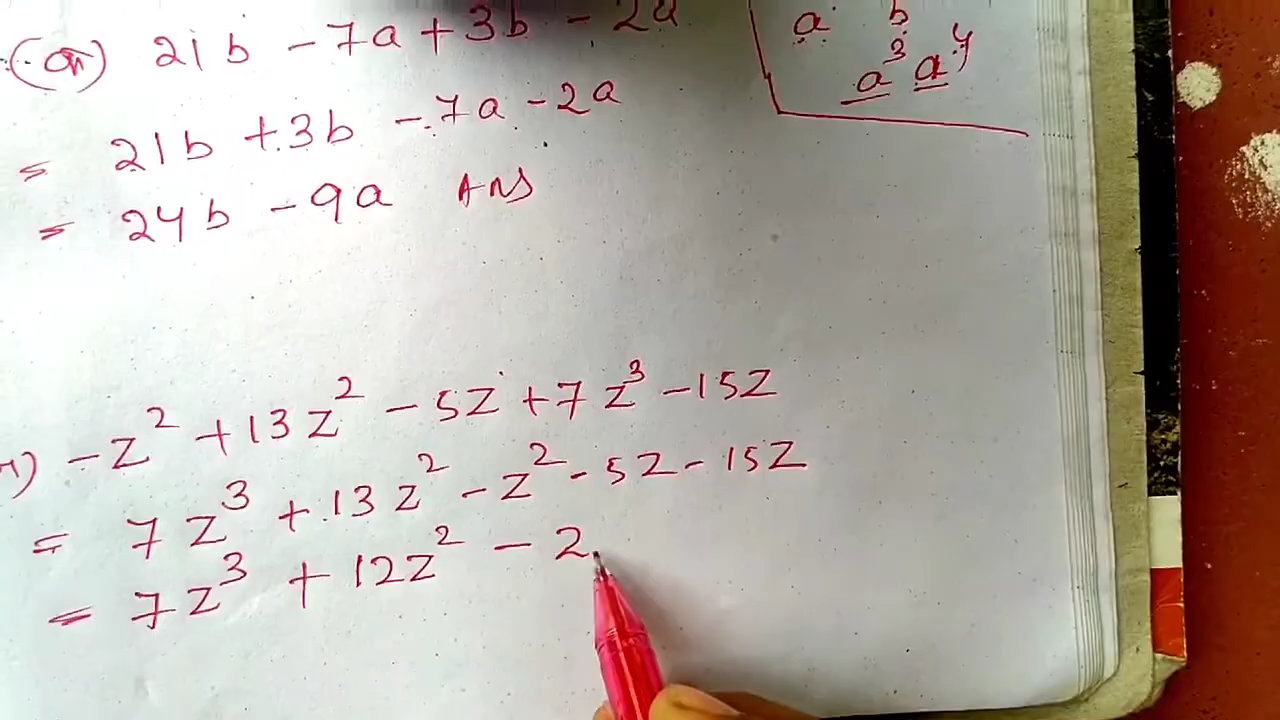 21b - 7a + 3b - 2a
a b
a³ a⁴
= 21b + 3b - 7a - 2a
= 24b - 9a Ans
-z² + 13z² - 5z + 7z³ - 15z
= 7z³ + 13z² - z² - 5z - 15z
= 7z³ + 12z² - 2